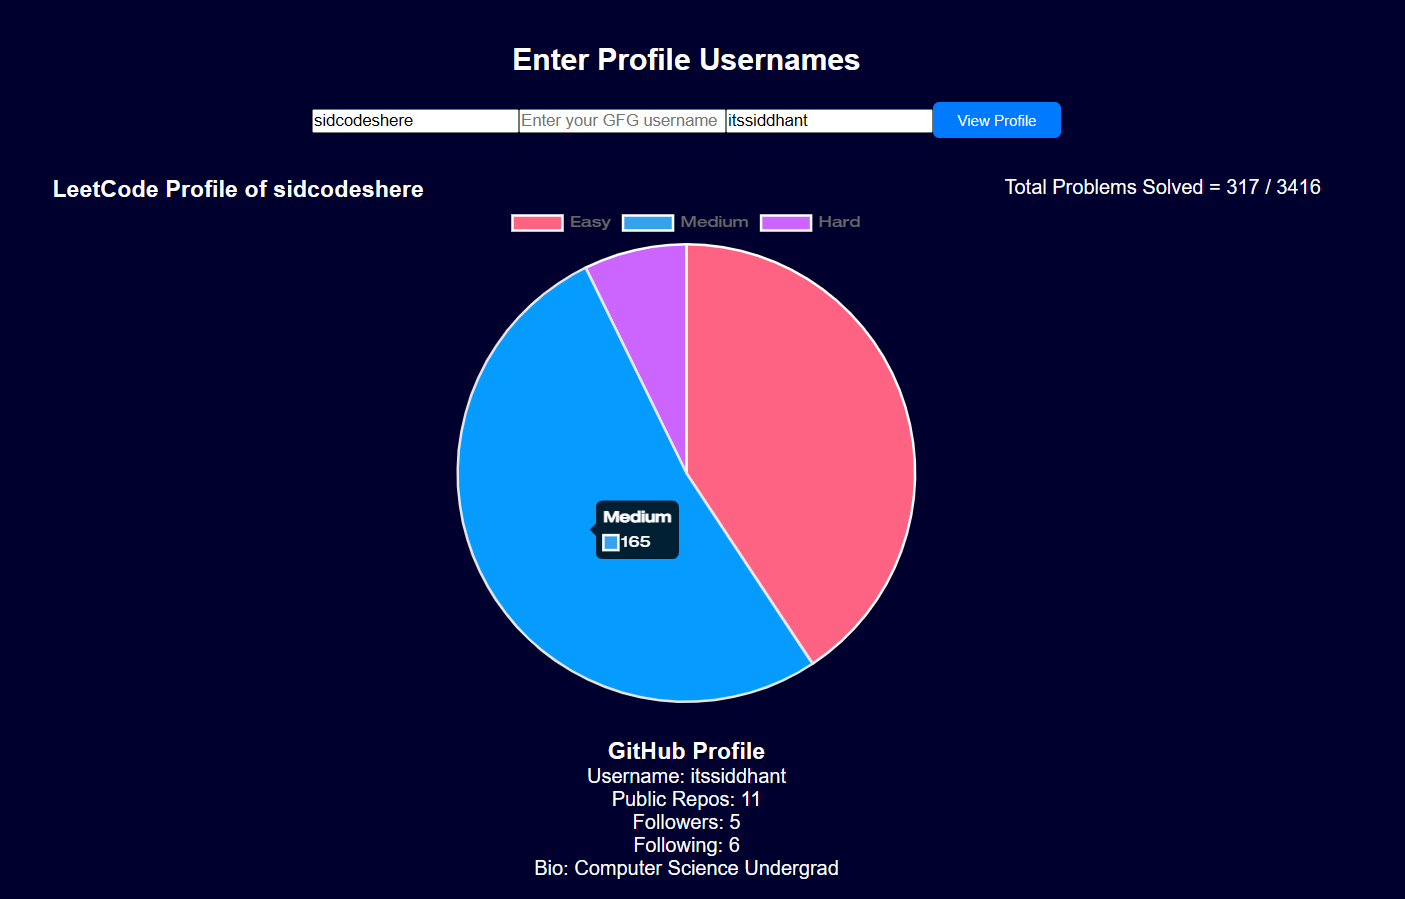 Enter Profile Usernames
sidcodeshere Enter your GFG username itssiddhant View Profile
LeetCode Profile of sidcodeshere
Total Problems Solved = 317 / 3416
Easy Medium Hard
Medium
165
GitHub Profile
Username: itssiddhant
Public Repos: 11
Followers: 5
Following: 6
Bio: Computer Science Undergrad